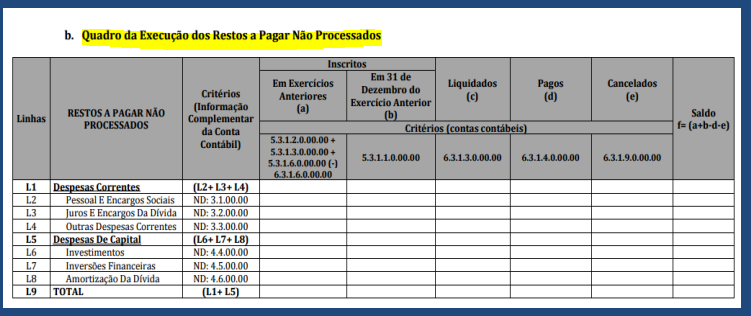 b. Quadro da Execução dos Restos a Pagar Não Processados
Linhas
RESTOS A PAGAR NÃO
PROCESSADOS
Critérios
(Informação
Complementar
da Conta
Contábil)
Inscritos
Em Exercícios
Anteriores
(a)
Em 31 de
Dezembro do
Exercício Anterior
(b)
Liquidados
(c)
Pagos
(d)
Cancelados
(e)
Saldo
f= (a+b-d-e)
Critérios (contas contábeis)
5.3.1.2.0.00.00 +
5.3.1.3.0.00.00 +
5.3.1.6.0.00.00 (-)
6.3.1.6.0.00.00
5.3.1.1.0.00.00
6.3.1.3.0.00.00
6.3.1.4.0.00.00
6.3.1.9.0.00.00
L1 Despesas Correntes (L2+ L3+ L4)
L2 Pessoal E Encargos Sociais ND: 3.1.00.00
L3 Juros E Encargos Da Dívida ND: 3.2.00.00
L4 Outras Despesas Correntes ND: 3.3.00.00
L5 Despesas De Capital (L6+ L7+ L8)
L6 Investimentos ND: 4.4.00.00
L7 Inversões Financeiras ND: 4.5.00.00
L8 Amortização Da Dívida ND: 4.6.00.00
L9 TOTAL (L1+ L5)